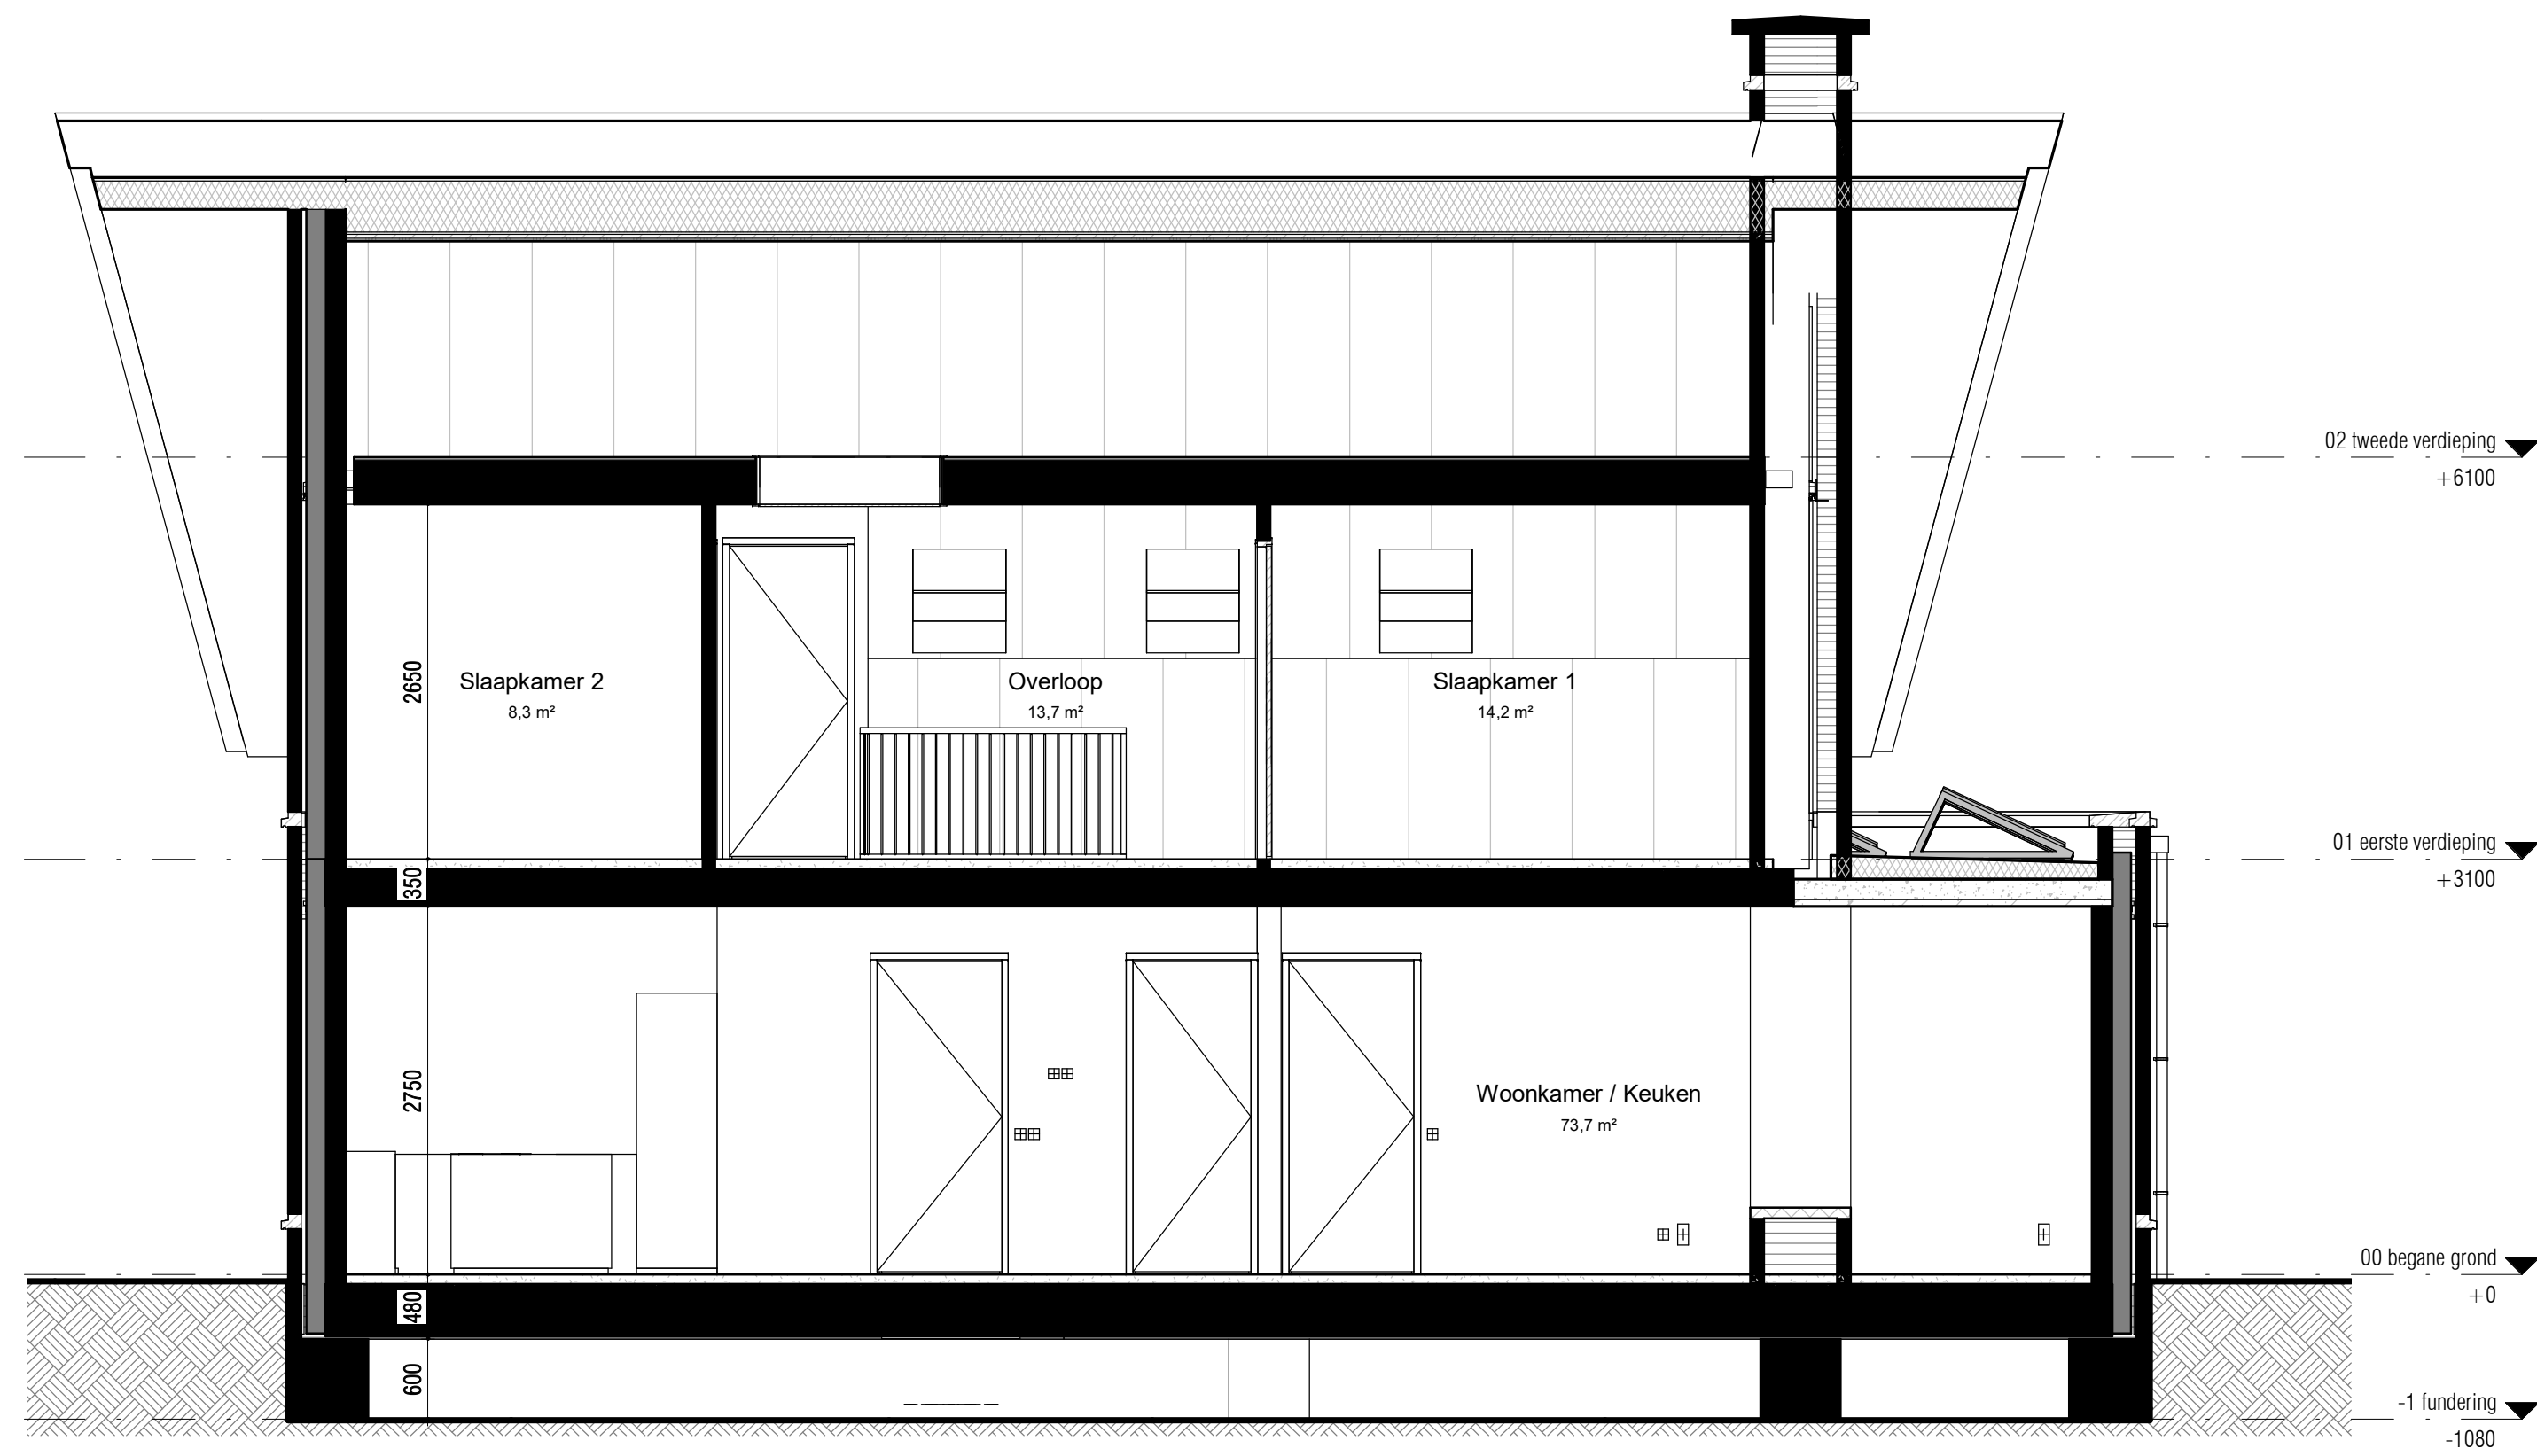 02 tweede verdieping
+6100
2650
Slaapkamer 2
8,3 m²
Overloop
13,7 m²
Slaapkamer 1
14,2 m²
01 eerste verdieping
+3100
350
2750
Woonkamer / Keuken
73,7 m²
00 begane grond
+0
480
600
-1 fundering
-1080